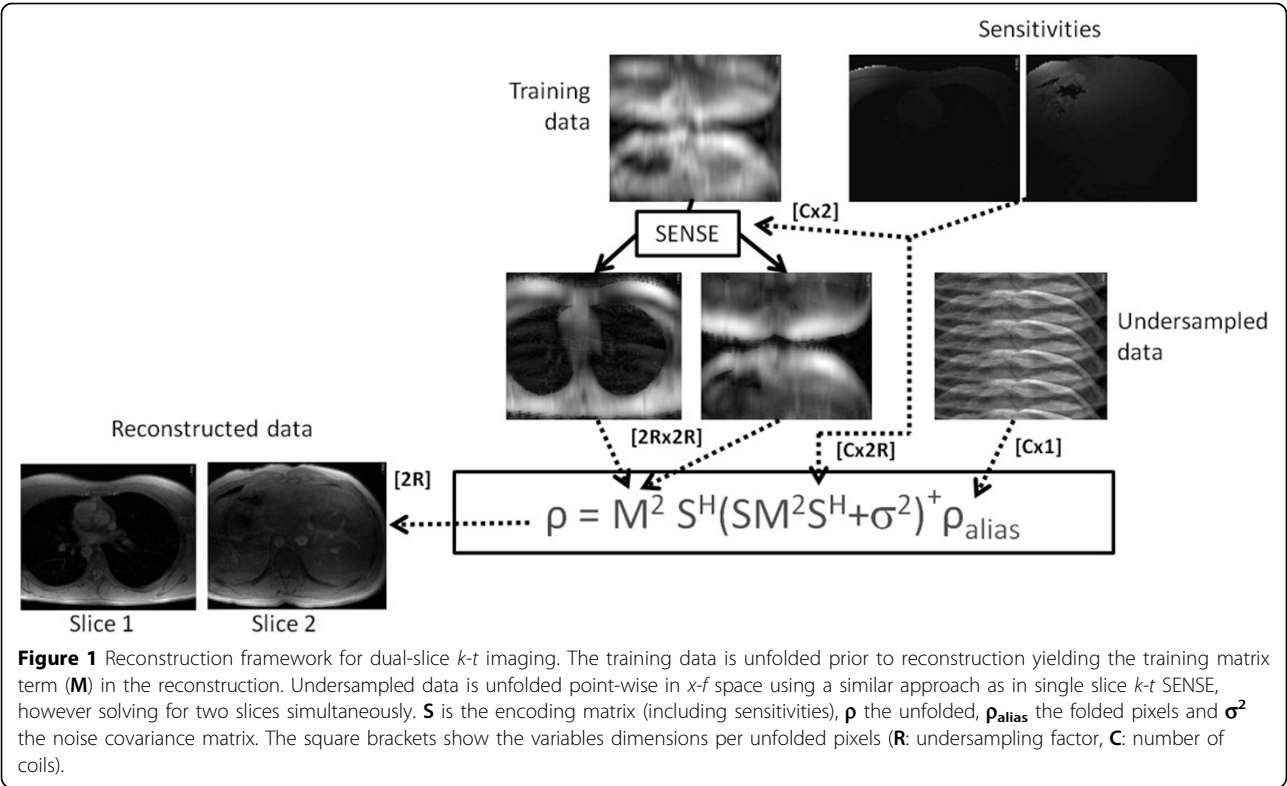 Sensitivities
Training
data
[Cx2]
SENSE
Undersampled
data
Reconstructed data
[2Rx2R]
[Cx2R]
[Cx1]
[2R]
ρ = M² Sᴴ(SM²Sᴴ+σ²)⁺ρalias
Slice 1
Slice 2
Figure 1 Reconstruction framework for dual-slice k-t imaging. The training data is unfolded prior to reconstruction yielding the training matrix
term (M) in the reconstruction. Undersampled data is unfolded point-wise in x-f space using a similar approach as in single slice k-t SENSE,
however solving for two slices simultaneously. S is the encoding matrix (including sensitivities), ρ the unfolded, ρalias the folded pixels and σ²
the noise covariance matrix. The square brackets show the variables dimensions per unfolded pixels (R: undersampling factor, C: number of
coils).